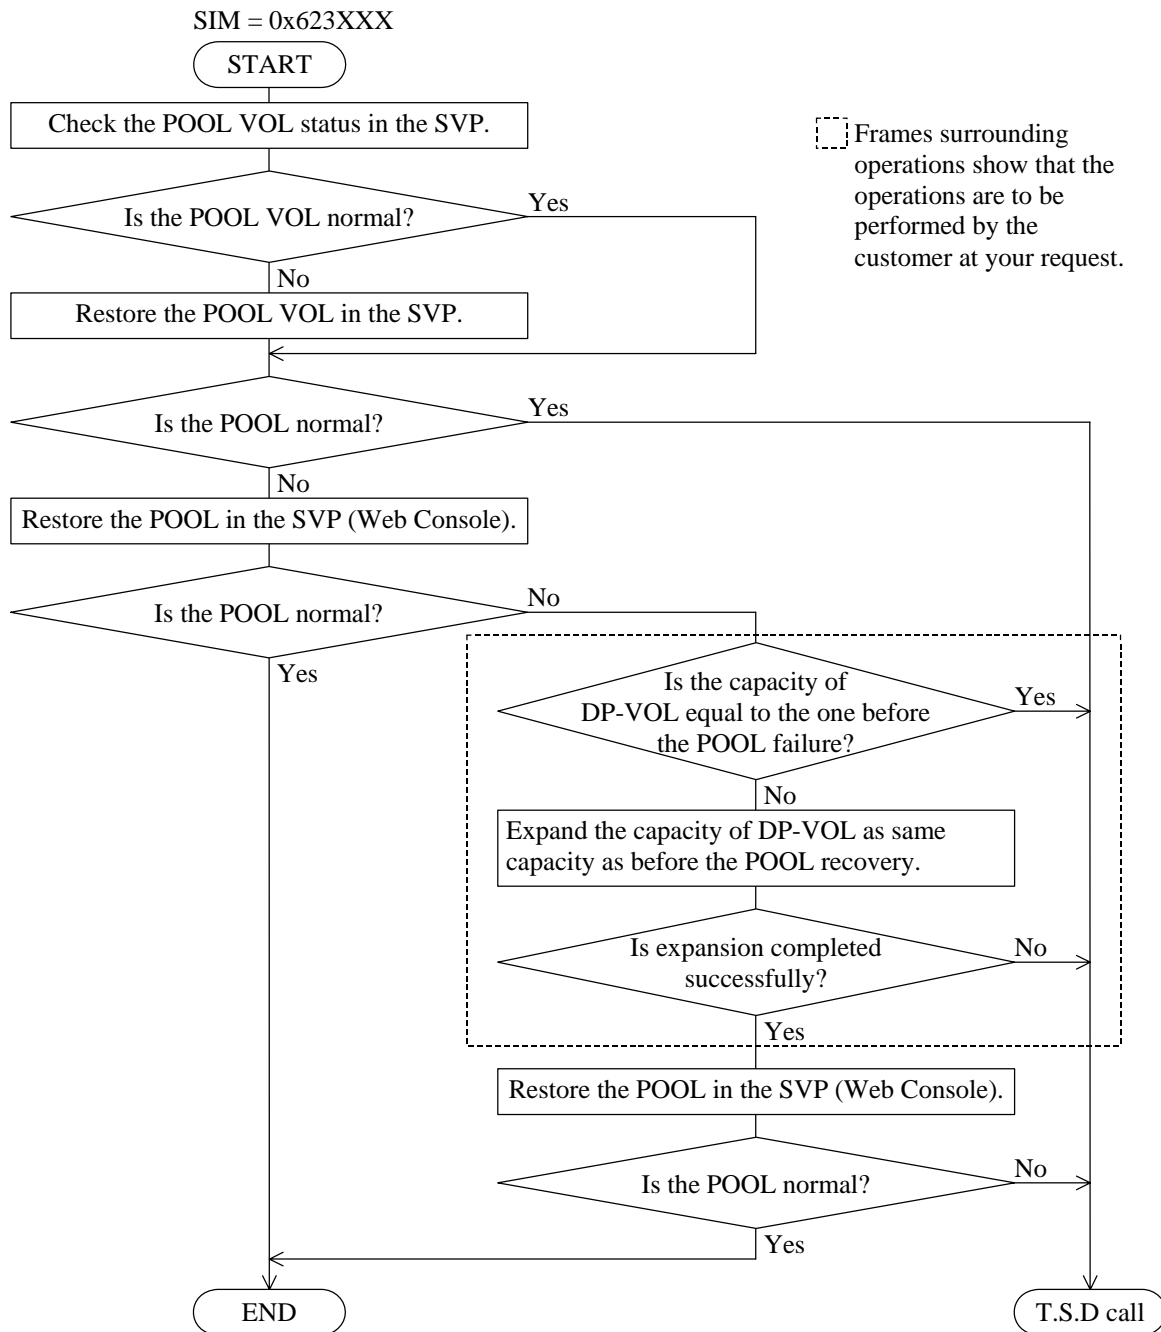 SIM = 0x623XXX
START
Check the POOL VOL status in the SVP.
Frames surrounding
operations show that the
operations are to be
performed by the
customer at your request.
Is the POOL VOL normal?
Yes
No
Restore the POOL VOL in the SVP.
Is the POOL normal?
Yes
No
Restore the POOL in the SVP (Web Console).
Is the POOL normal?
No
Yes
Is the capacity of
DP-VOL equal to the one before
the POOL failure?
Yes
No
Expand the capacity of DP-VOL as same
capacity as before the POOL recovery.
Is expansion completed
successfully?
No
Yes
Restore the POOL in the SVP (Web Console).
Is the POOL normal?
No
Yes
END
T.S.D call